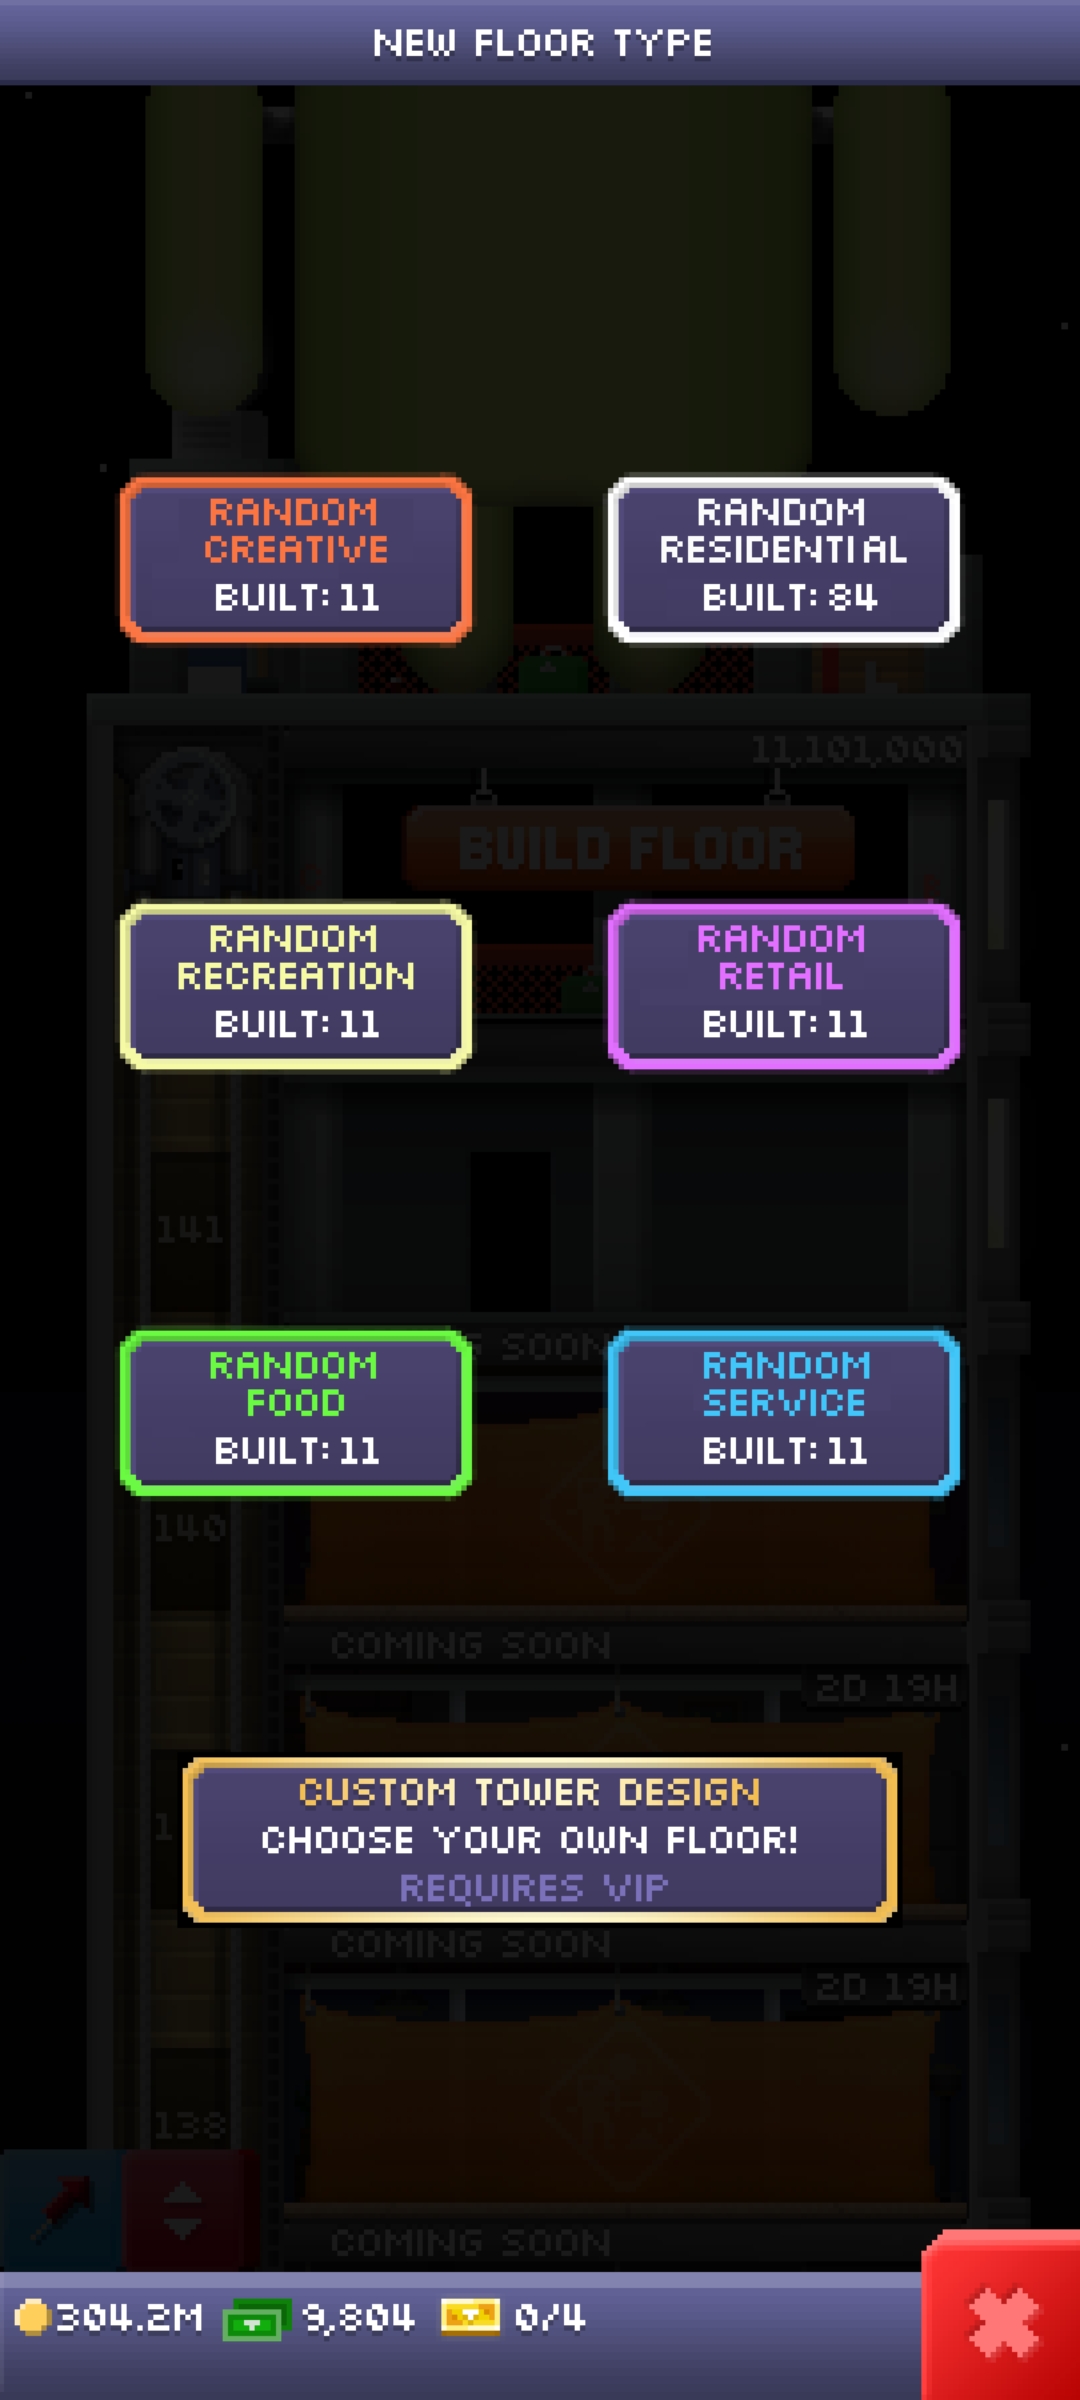 NEW FLOOR TYPE
RANDOM
CREATIVE
BUILT: 11
RANDOM
RESIDENTIAL
BUILT: 84
11,101,000
BUILD FLOOR
RANDOM
RECREATION
BUILT: 11
RANDOM
RETAIL
BUILT: 11
141
SOON
RANDOM
FOOD
BUILT: 11
RANDOM
SERVICE
BUILT: 11
140
COMING SOON
2D 19H
CUSTOM TOWER DESIGN
CHOOSE YOUR OWN FLOOR!
REQUIRES VIP
COMING SOON
2D 19H
138
COMING SOON
304.2M 9,804 0/4